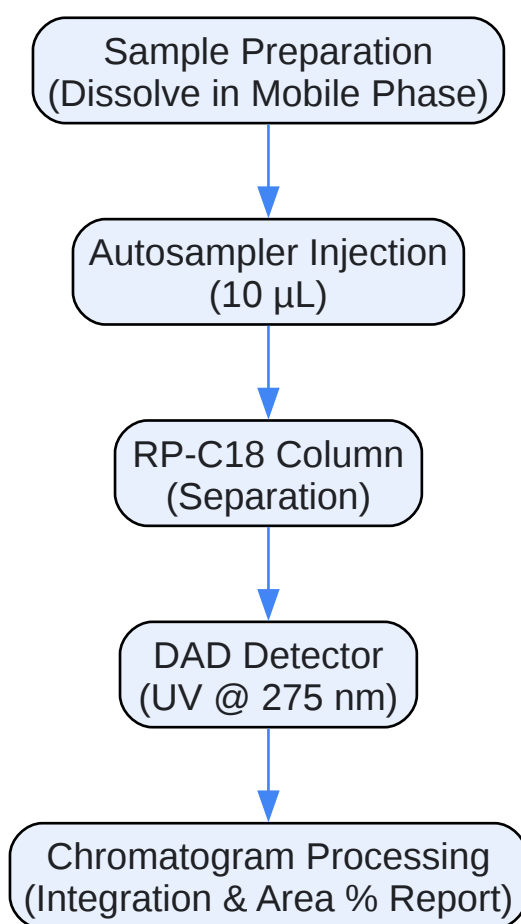 Sample Preparation
(Dissolve in Mobile Phase)
Autosampler Injection
(10 µL)
RP-C18 Column
(Separation)
DAD Detector
(UV @ 275 nm)
Chromatogram Processing
(Integration & Area % Report)